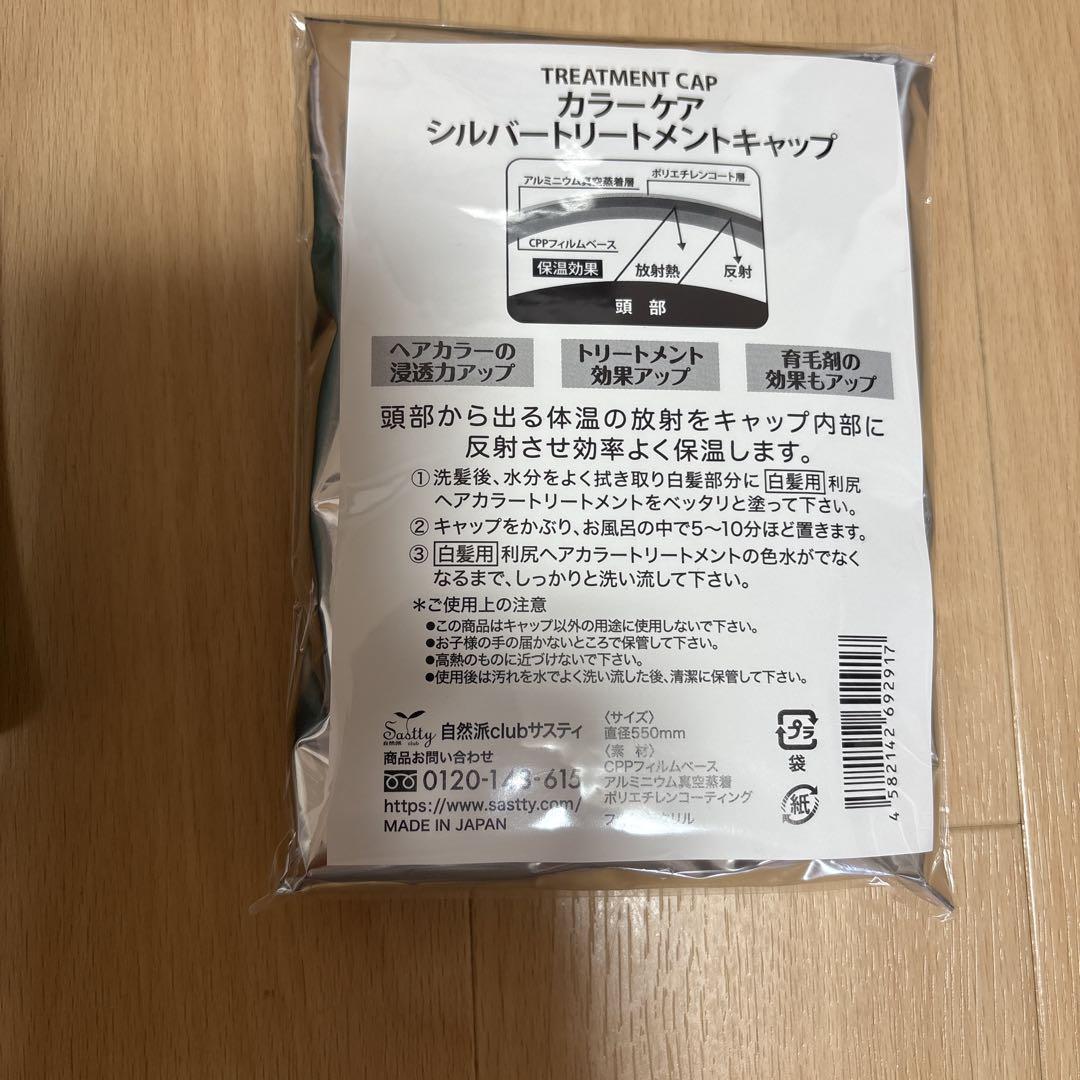 TREATMENT CAP
カラーケア
シルバートリートメントキャップ
アルミニウム真空蒸着層
ポリエチレンコート層
CPPフィルムベース
保温効果
放射熱
反射
頭部
ヘアカラーの
浸透力アップ
トリートメント
効果アップ
育毛剤の
効果もアップ
頭部から出る体温の放射をキャップ内部に
反射させ効率よく保温します。
①洗髪後、水分をよく拭き取り白髪部分に白髪用利尻
ヘアカラートリートメントをベッタリと塗って下さい。
②キャップをかぶり、お風呂の中で5〜10分ほど置きます。
③白髪用利尻ヘアカラートリートメントの色水がでなく
なるまで、しっかりと洗い流して下さい。
＊ご使用上の注意
●この商品はキャップ以外の用途に使用しないで下さい。
●お子様の手の届かないところで保管して下さい。
●高熱のものに近づけないで下さい。
●使用後は汚れを水でよく洗い流した後、清潔に保管して下さい。
Sastty
自然派 club
自然派clubサスティ
商品お問い合わせ
0120-1 -615
https://www.sastty.com/
MADE IN JAPAN
〈サイズ〉
直径550mm
〈素 材〉
CPPフィルムベース
アルミニウム真空蒸着
ポリエチレンコーティング
プラ
袋
紙
4 582142 692917